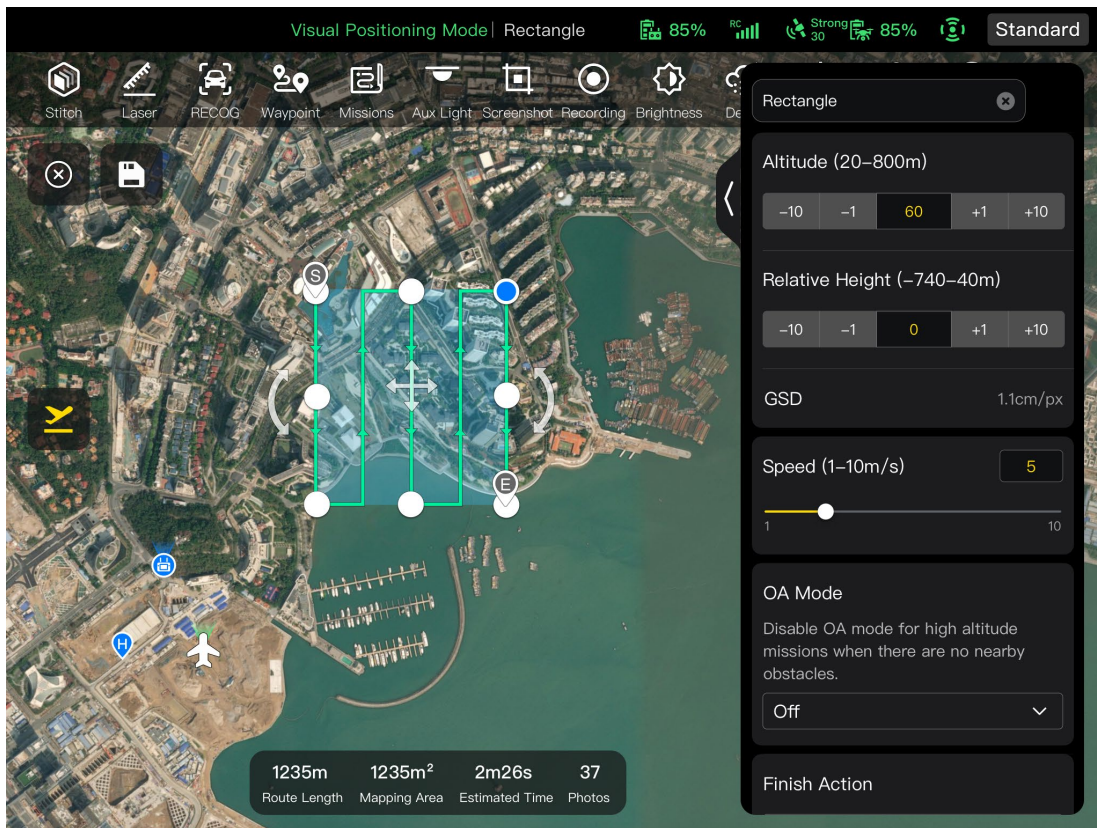 Visual Positioning Mode | Rectangle
85%
RC
Strong
30
85%
Standard
Stitch
Laser
RECOG
Waypoint
Missions
Aux Light
Screenshot
Recording
Brightness
De
Rectangle
Altitude (20–800m)
–10 –1 60 +1 +10
Relative Height (–740–40m)
–10 –1 0 +1 +10
GSD 1.1cm/px
Speed (1–10m/s) 5
1 10
OA Mode
Disable OA mode for high altitude
missions when there are no nearby
obstacles.
Off
Finish Action
S
E
H
1235m 1235m² 2m26s 37
Route Length Mapping Area Estimated Time Photos